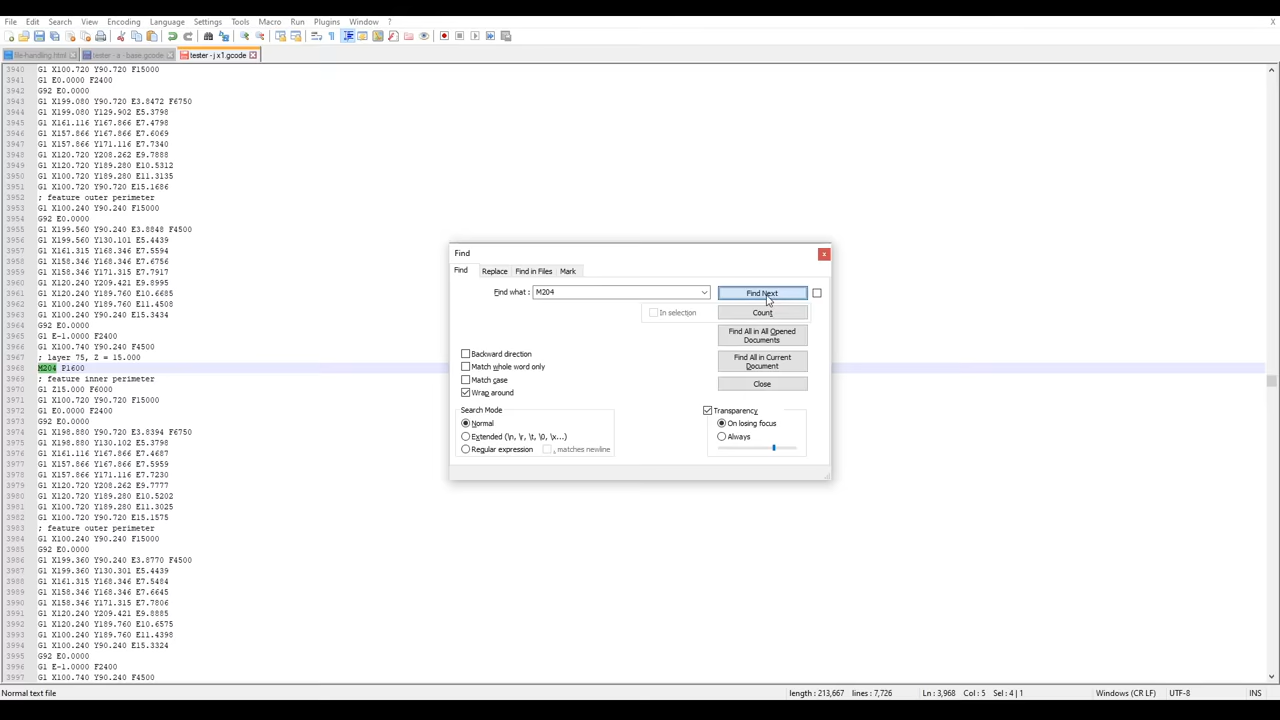 File Edit Search View Encoding Language Settings Tools Macro Run Plugins Window ? X
file-handling.html tester - a - base.gcode tester - j x1.gcode
3940 G1 X100.720 Y90.720 F15000
3941 G1 E0.0000 F2400
3942 G92 E0.0000
3943 G1 X199.080 Y90.720 E3.8472 F6750
3944 G1 X199.080 Y129.902 E5.3798
3945 G1 X161.116 Y167.866 E7.4798
3946 G1 X157.866 Y167.866 E7.6069
3947 G1 X157.866 Y171.116 E7.7340
3948 G1 X120.720 Y208.262 E9.7888
3949 G1 X120.720 Y189.280 E10.5312
3950 G1 X100.720 Y189.280 E11.3135
3951 G1 X100.720 Y90.720 E15.1686
3952 ; feature outer perimeter
3953 G1 X100.240 Y90.240 F15000
3954 G92 E0.0000
3955 G1 X199.560 Y90.240 E3.8848 F4500
3956 G1 X199.560 Y130.101 E5.4439
3957 G1 X161.315 Y168.346 E7.5594
3958 G1 X158.346 Y168.346 E7.6756
3959 G1 X158.346 Y171.315 E7.7917
3960 G1 X120.240 Y209.421 E9.8995
3961 G1 X120.240 Y189.760 E10.6685
3962 G1 X100.240 Y189.760 E11.4508
3963 G1 X100.240 Y90.240 E15.3434
3964 G92 E0.0000
3965 G1 E-1.0000 F2400
3966 G1 X100.740 Y90.240 F4500
3967 ; layer 75, Z = 15.000
3968 M204 P1600
3969 ; feature inner perimeter
3970 G1 Z15.000 F6000
3971 G1 X100.720 Y90.720 F15000
3972 G1 E0.0000 F2400
3973 G92 E0.0000
3974 G1 X198.880 Y90.720 E3.8394 F6750
3975 G1 X198.880 Y130.102 E5.3798
3976 G1 X161.116 Y167.866 E7.4687
3977 G1 X157.866 Y167.866 E7.5959
3978 G1 X157.866 Y171.116 E7.7230
3979 G1 X120.720 Y208.262 E9.7777
3980 G1 X120.720 Y189.280 E10.5202
3981 G1 X100.720 Y189.280 E11.3025
3982 G1 X100.720 Y90.720 E15.1575
3983 ; feature outer perimeter
3984 G1 X100.240 Y90.240 F15000
3985 G92 E0.0000
3986 G1 X199.360 Y90.240 E3.8770 F4500
3987 G1 X199.360 Y130.301 E5.4439
3988 G1 X161.315 Y168.346 E7.5484
3989 G1 X158.346 Y168.346 E7.6645
3990 G1 X158.346 Y171.315 E7.7806
3991 G1 X120.240 Y209.421 E9.8885
3992 G1 X120.240 Y189.760 E10.6575
3993 G1 X100.240 Y189.760 E11.4398
3994 G1 X100.240 Y90.240 E15.3324
3995 G92 E0.0000
3996 G1 E-1.0000 F2400
3997 G1 X100.740 Y90.240 F4500
Find x
Find Replace Find in Files Mark
Find what : M204 Find Next
In selection Count
Find All in All Opened
Documents
Backward direction
Find All in Current
Document
Match whole word only
Match case Close
Wrap around
Search Mode Transparency
Normal On losing focus
Extended (\n, \r, \t, \0, \x...) Always
Regular expression . matches newline
Normal text file length : 213,667 lines : 7,726 Ln : 3,968 Col : 5 Sel : 4 | 1 Windows (CR LF) UTF-8 INS